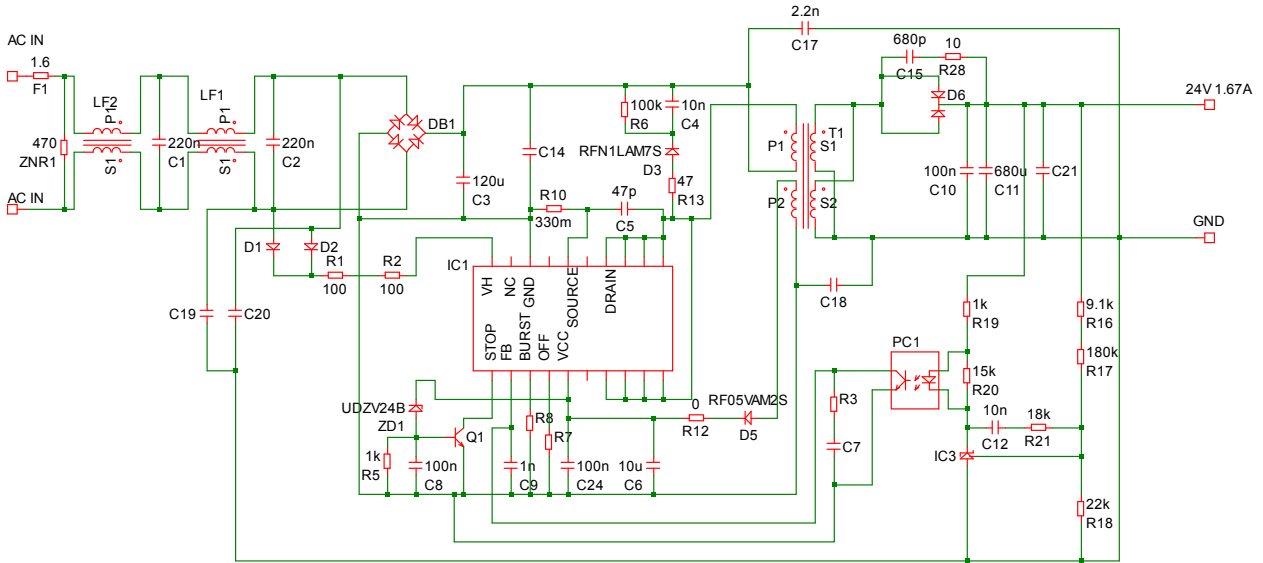 AC IN
1.6
F1
LF2
P1
S1
470
ZNR1
AC IN
220n
C1
LF1
P1
S1
220n
C2
DB1
120u
C3
C14
R10
330m
47p
C5
100k
R6
10n
C4
RFN1LAM7S
D3
47
R13
2.2n
C17
680p
C15
10
R28
D6
24V 1.67A
T1
P1
S1
P2
S2
100n
C10
680u
C11
C21
GND
D1
D2
R1
100
R2
100
C19
C20
IC1
VH
NC
GND
SOURCE
DRAIN
STOP
FB
BURST
OFF
VCC
C18
UDZV24B
ZD1
Q1
1k
R5
100n
C8
1n
C9
R8
R7
100n
C24
10u
C6
0
R12
RF05VAM2S
D5
R3
C7
PC1
1k
R19
15k
R20
10n
C12
18k
R21
IC3
9.1k
R16
180k
R17
22k
R18